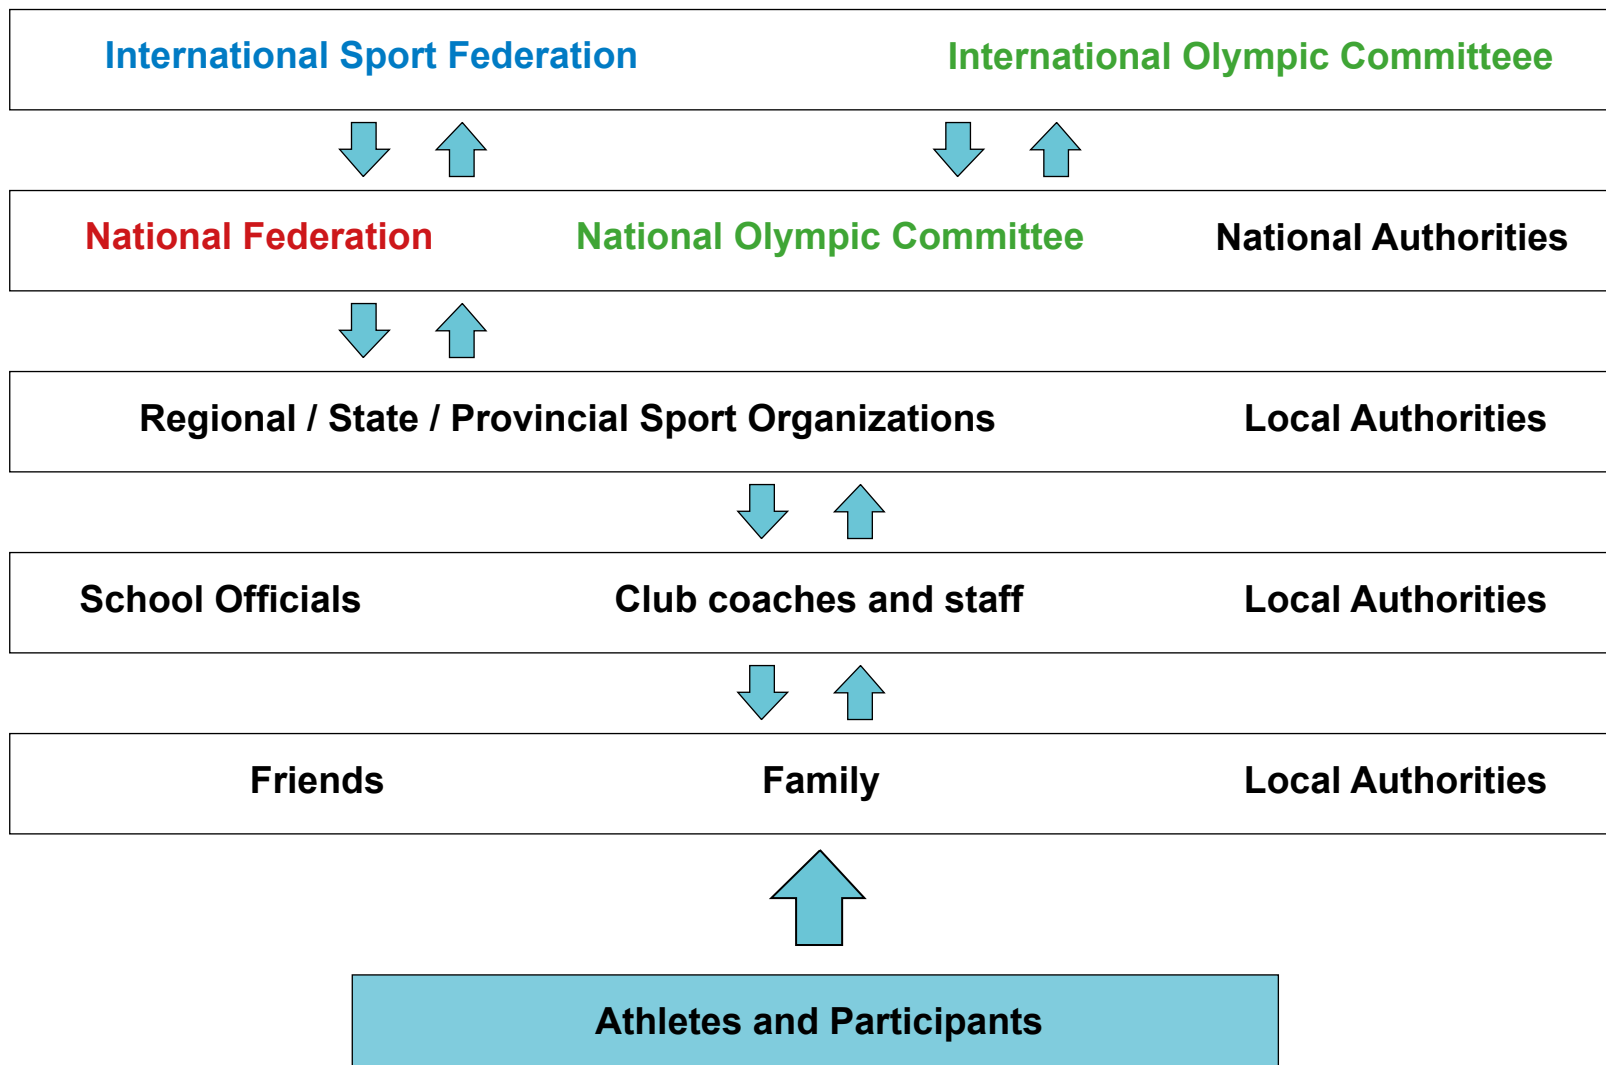 International Sport Federation International Olympic Committeee
National Federation National Olympic Committee National Authorities
Regional / State / Provincial Sport Organizations Local Authorities
School Officials Club coaches and staff Local Authorities
Friends Family Local Authorities
Athletes and Participants